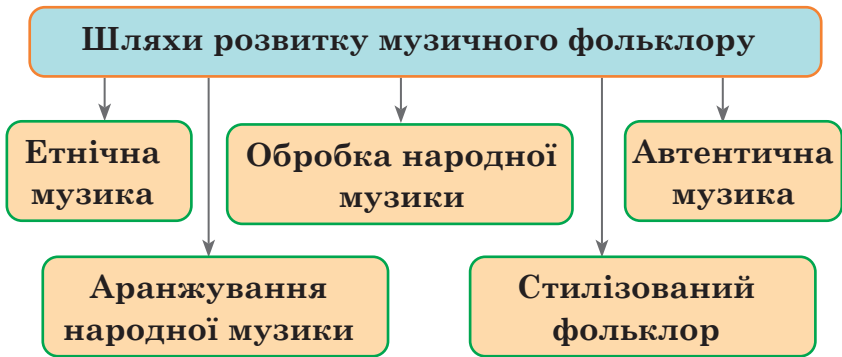 Шляхи розвитку музичного фольклору
Етнічна
музика
Обробка народної
музики
Автентична
музика
Аранжування
народної музики
Стилізований
фольклор